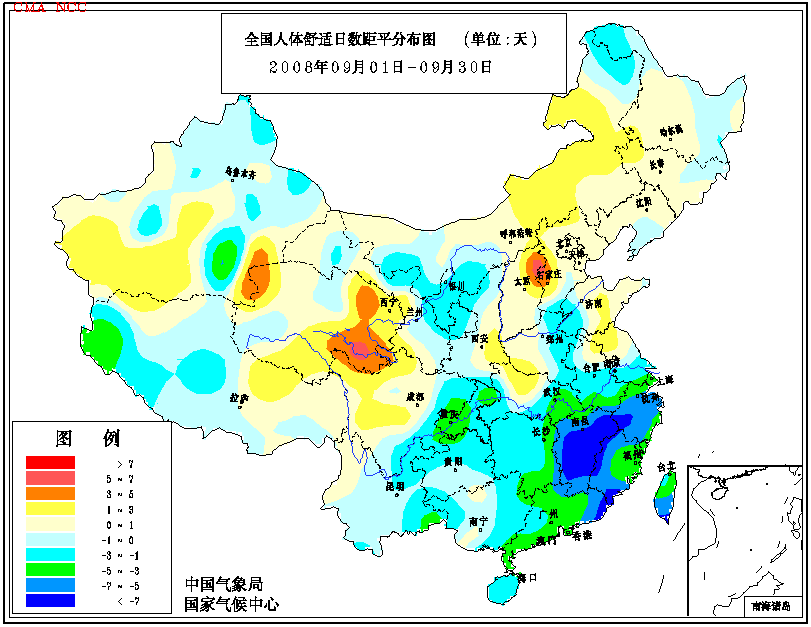 CMA NCC
全国人体舒适日数距平分布图 (单位:天)
2008年09月01日-09月30日
哈尔滨
长春
沈阳
乌鲁木齐
呼和浩特
北京
天津
石家庄
太原
银川
西宁
兰州
济南
郑州
西安
合肥
南京
上海
杭州
武汉
成都
重庆
拉萨
南昌
长沙
贵阳
福州
台北
昆明
南宁
广州
澳门
香港
海口
图 例
> 7
5 ~ 7
3 ~ 5
1 ~ 3
0 ~ 1
-1 ~ 0
-3 ~ -1
-5 ~ -3
-7 ~ -5
< -7
中国气象局
国家气候中心
南海诸岛